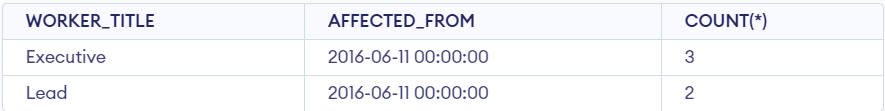 WORKER_TITLE AFFECTED_FROM COUNT(*)
Executive 2016-06-11 00:00:00 3
Lead 2016-06-11 00:00:00 2